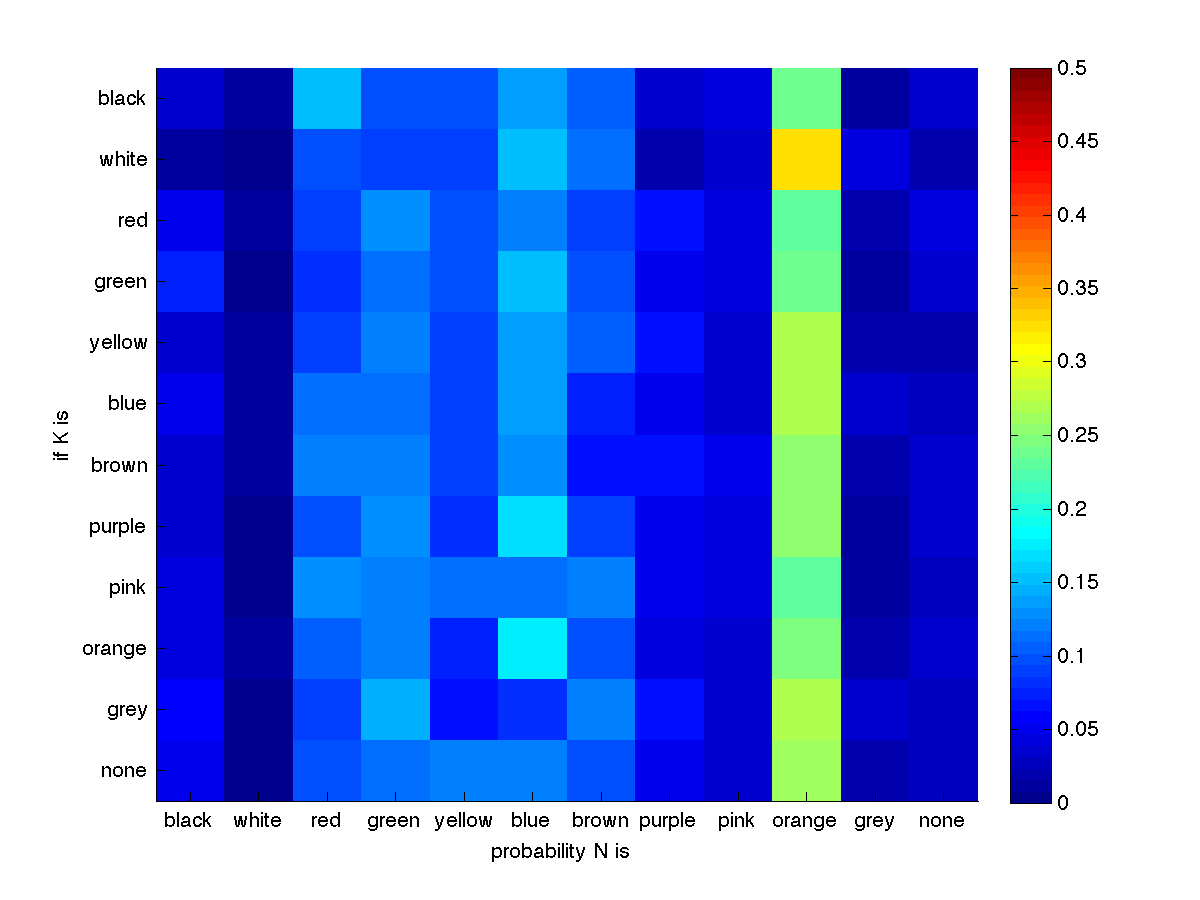 black
white
red
green
yellow
blue
brown
purple
pink
orange
grey
none
if K is
black white red green yellow blue brown purple pink orange grey none
probability N is
0.5
0.45
0.4
0.35
0.3
0.25
0.2
0.15
0.1
0.05
0